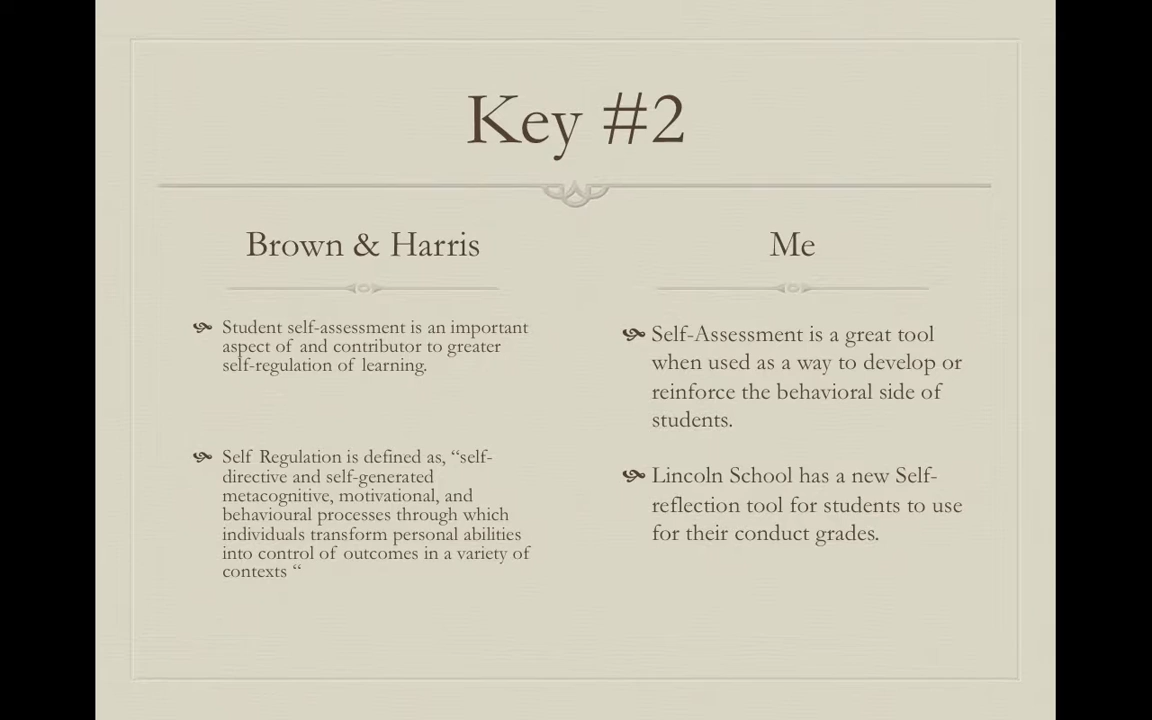 Key #2
Brown & Harris
Student self-assessment is an important
aspect of and contributor to greater
self-regulation of learning.
Self Regulation is defined as, “self-
directive and self-generated
metacognitive, motivational, and
behavioural processes through which
individuals transform personal abilities
into control of outcomes in a variety of
contexts “
Me
Self-Assessment is a great tool
when used as a way to develop or
reinforce the behavioral side of
students.
Lincoln School has a new Self-
reflection tool for students to use
for their conduct grades.